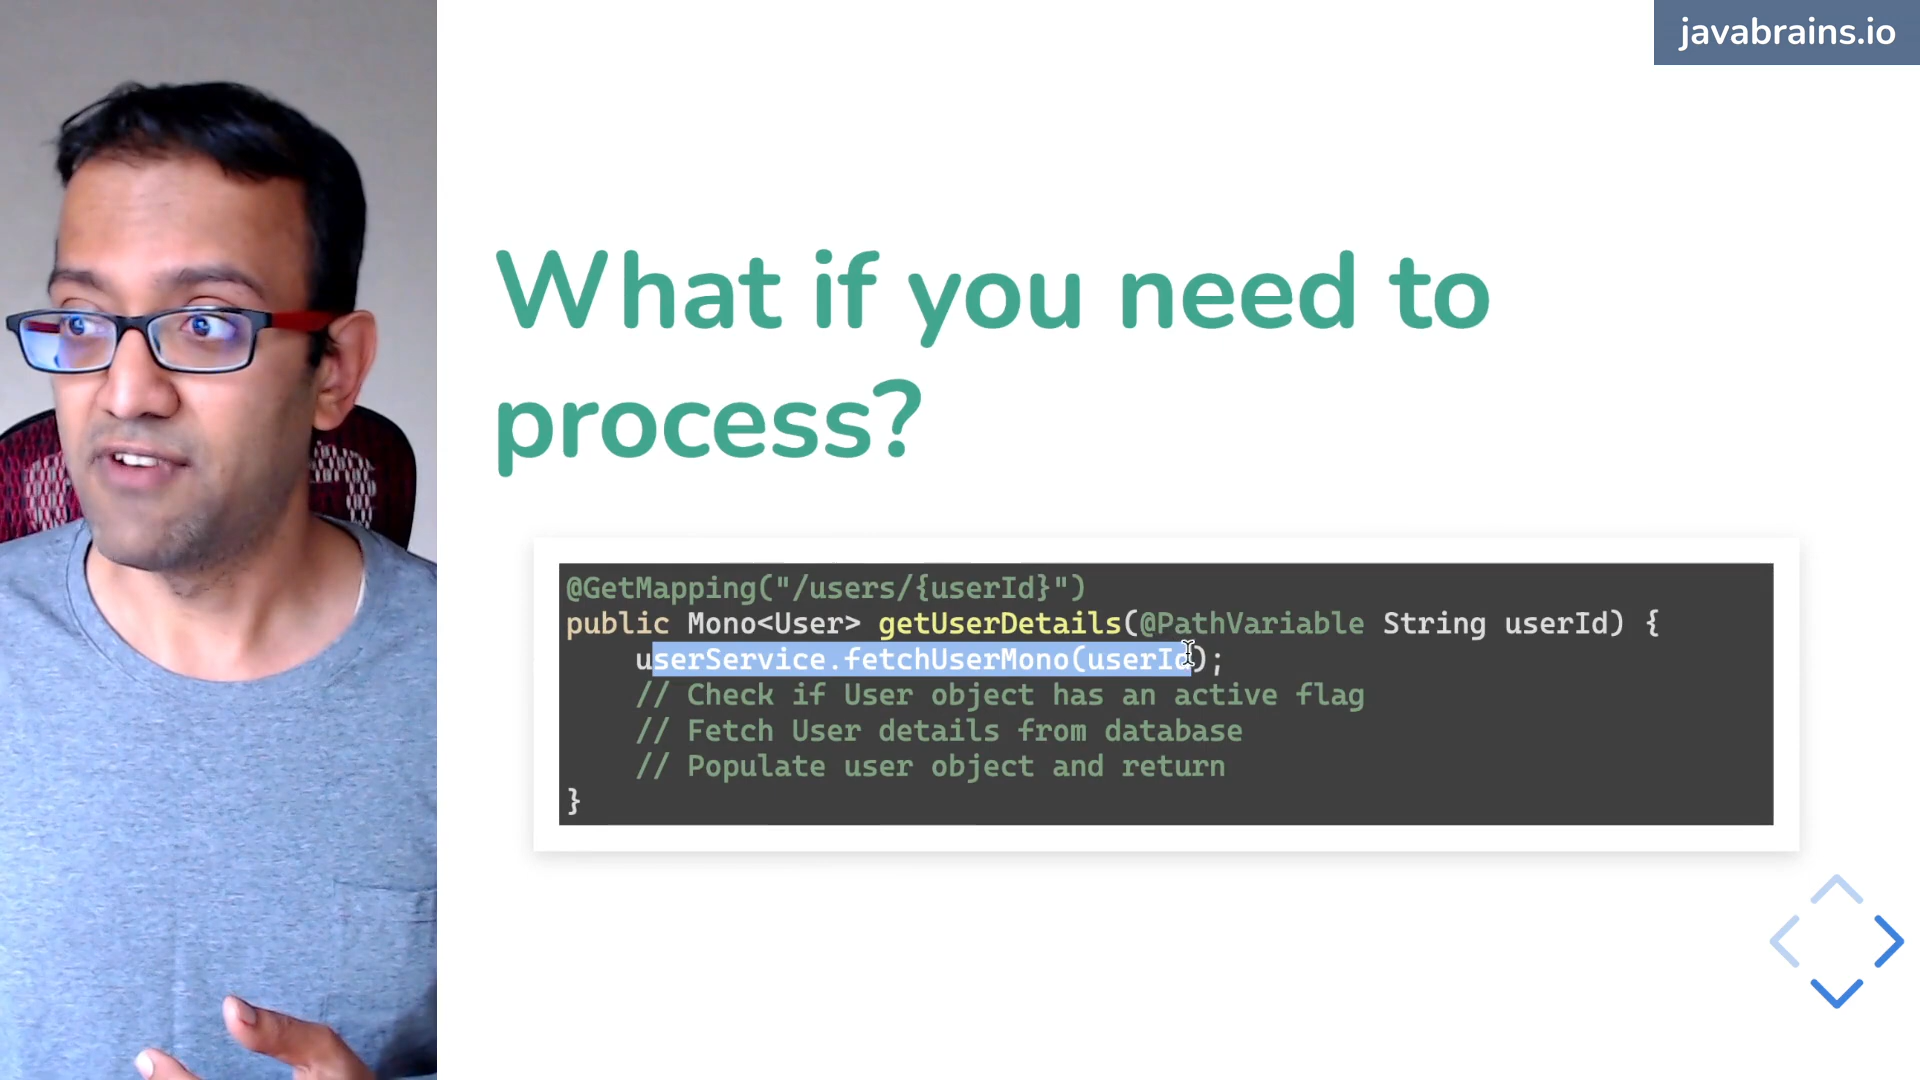 javabrains.io
What if you need to
process?
@GetMapping("/users/{userId}")
public Mono<User> getUserDetails(@PathVariable String userId) {
    userService.fetchUserMono(userId);
    // Check if User object has an active flag
    // Fetch User details from database
    // Populate user object and return
}